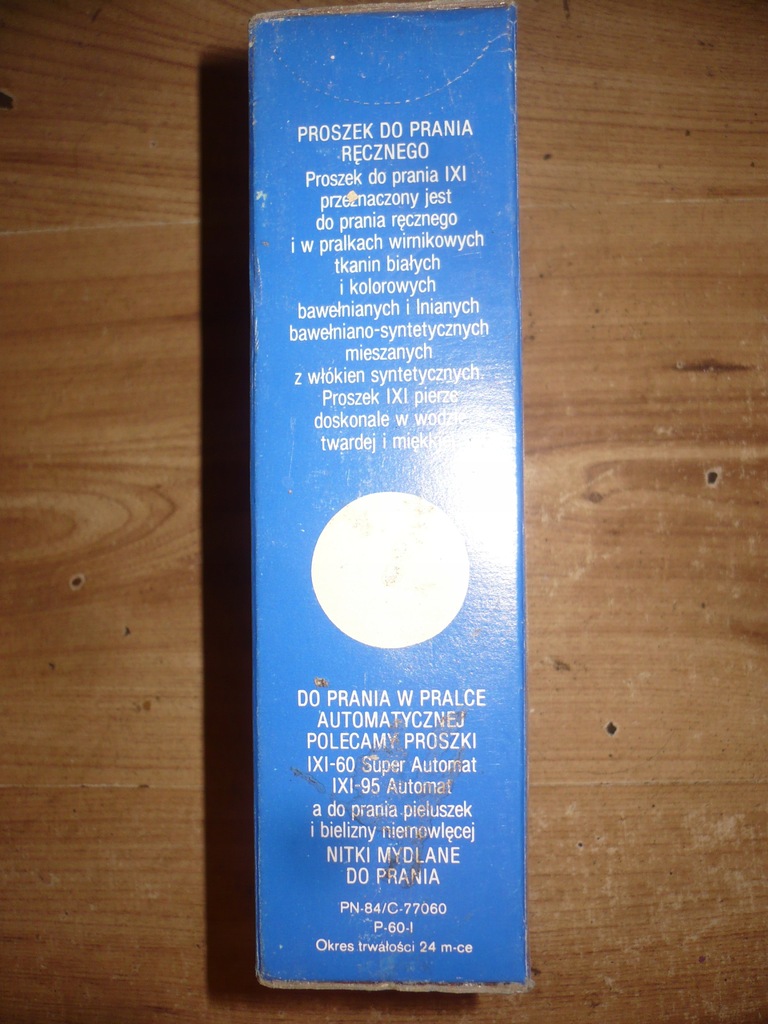 PROSZEK DO PRANIA
RĘCZNEGO
Proszek do prania IXI
przeznaczony jest
do prania ręcznego
i w pralkach wirnikowych
tkanin białych
i kolorowych
bawełnianych i lnianych
bawełniano-syntetycznych
mieszanych
z włókien syntetycznych.
Proszek IXI pierze
doskonale w wodzie
twardej i miękkiej
DO PRANIA W PRALCE
AUTOMATYCZNEJ
POLECAMY PROSZKI
IXI-60 Super Automat
IXI-95 Automat
a do prania pieluszek
i bielizny niemowlęcej
NITKI MYDLANE
DO PRANIA
PN-84/C-77060
P-60-I
Okres trwałości 24 m-ce